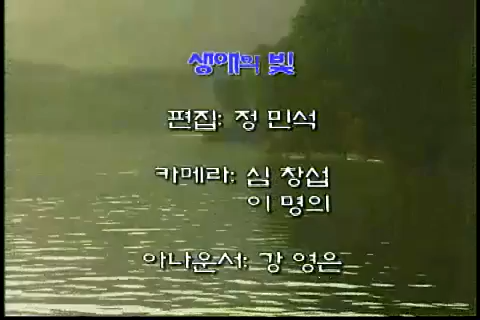 생애의 빛
편집: 정 민석
카메라: 심 창섭
이 명의
아나운서: 강 영은